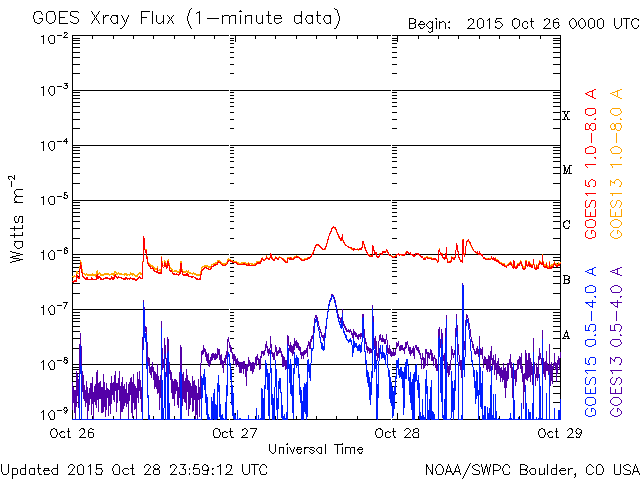 GOES Xray Flux (1-minute data)
Begin: 2015 Oct 26 0000 UTC
10-2
10-3
10-4
10-5
10-6
10-7
10-8
10-9
Watts m-2
X
M
C
B
A
GOES15 1.0-8.0 A
GOES13 1.0-8.0 A
GOES15 0.5-4.0 A
GOES13 0.5-4.0 A
Oct 26
Oct 27
Oct 28
Oct 29
Universal Time
Updated 2015 Oct 28 23:59:12 UTC
NOAA/SWPC Boulder, CO USA